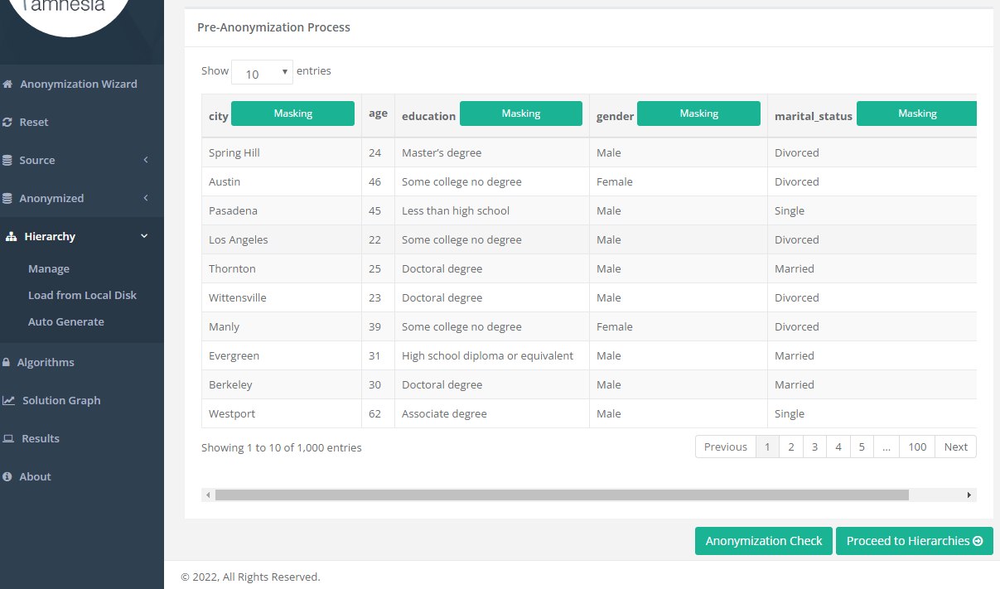 amnesia
Anonymization Wizard
Reset
Source
Anonymized
Hierarchy
Manage
Load from Local Disk
Auto Generate
Algorithms
Solution Graph
Results
About
Pre-Anonymization Process
Show 10 entries
city Masking age education Masking gender Masking marital_status Masking
Spring Hill 24 Master's degree Male Divorced
Austin 46 Some college no degree Female Divorced
Pasadena 45 Less than high school Male Single
Los Angeles 22 Some college no degree Male Divorced
Thornton 25 Doctoral degree Male Married
Wittensville 23 Doctoral degree Male Divorced
Manly 39 Some college no degree Female Divorced
Evergreen 31 High school diploma or equivalent Male Married
Berkeley 30 Doctoral degree Male Married
Westport 62 Associate degree Male Single
Showing 1 to 10 of 1,000 entries
Previous 1 2 3 4 5 ... 100 Next
Anonymization Check Proceed to Hierarchies
© 2022, All Rights Reserved.